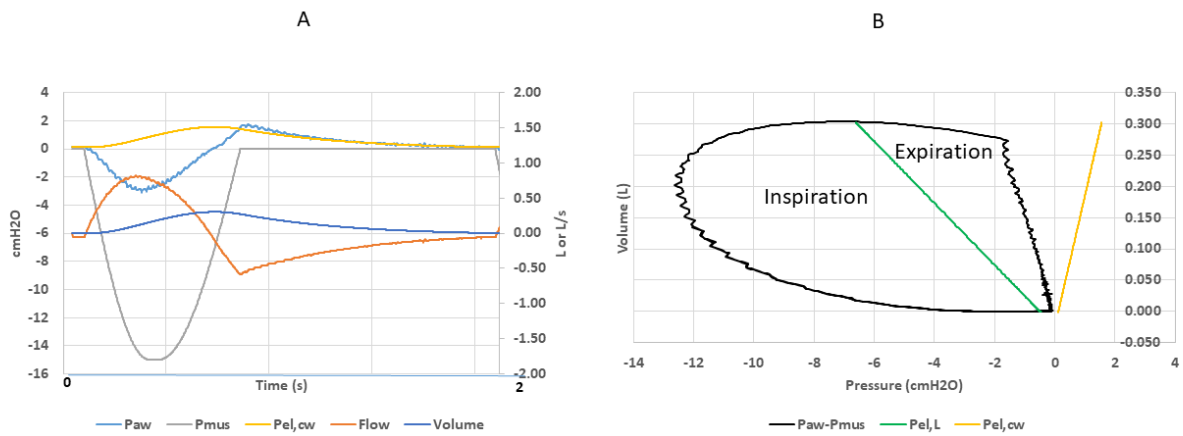 A
B
4
2
0
-2
-4
-6
-8
-10
-12
-14
-16
cmH2O
2.00
1.50
1.00
0.50
0.00
-0.50
-1.00
-1.50
-2.00
L or L/s
0
Time (s)
2
Paw Pmus Pel,cw Flow Volume
0.350
0.300
0.250
0.200
0.150
0.100
0.050
0.000
-0.050
Volume (L)
Expiration
Inspiration
-14 -12 -10 -8 -6 -4 -2 0 2 4
Pressure (cmH2O)
Paw-Pmus Pel,L Pel,cw